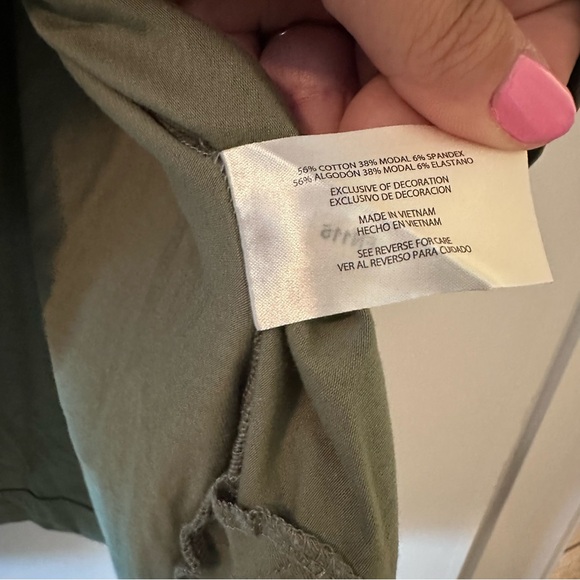 56% COTTON 38% MODAL 6% SPANDEX
56% ALGODÓN 38% MODAL 6% ELASTANO
EXCLUSIVE OF DECORATION
EXCLUSIVO DE DECORACION
MADE IN VIETNAM
HECHO EN VIETNAM
SEE REVERSE FOR CARE
VER AL REVERSO PARA CUIDADO